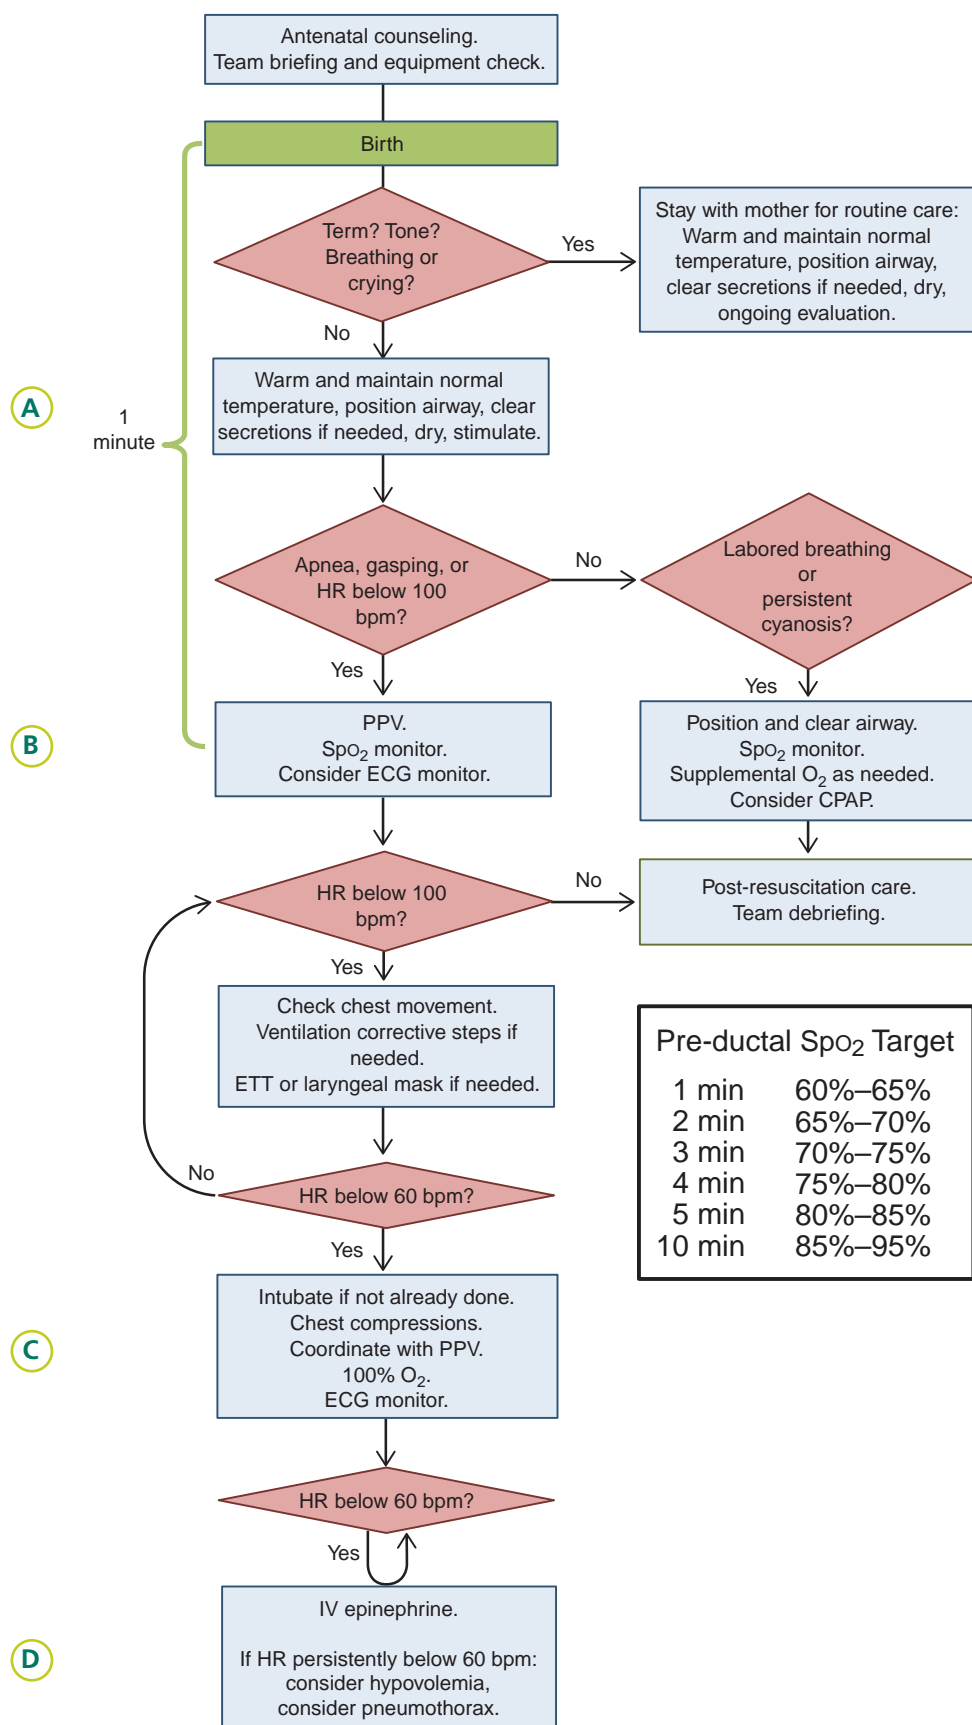 Antenatal counseling.
Team briefing and equipment check.
Birth
Term? Tone?
Breathing or
crying?
Yes
Stay with mother for routine care:
Warm and maintain normal
temperature, position airway,
clear secretions if needed, dry,
ongoing evaluation.
No
A
1
minute
Warm and maintain normal
temperature, position airway, clear
secretions if needed, dry, stimulate.
Apnea, gasping, or
HR below 100
bpm?
No
Labored breathing
or
persistent
cyanosis?
Yes
Yes
B
PPV.
SpO₂ monitor.
Consider ECG monitor.
Position and clear airway.
SpO₂ monitor.
Supplemental O₂ as needed.
Consider CPAP.
HR below 100
bpm?
No
Post-resuscitation care.
Team debriefing.
Yes
Check chest movement.
Ventilation corrective steps if
needed.
ETT or laryngeal mask if needed.
Pre-ductal SpO₂ Target
1 min 60%–65%
2 min 65%–70%
3 min 70%–75%
4 min 75%–80%
5 min 80%–85%
10 min 85%–95%
No
HR below 60 bpm?
Yes
C
Intubate if not already done.
Chest compressions.
Coordinate with PPV.
100% O₂.
ECG monitor.
HR below 60 bpm?
Yes
D
IV epinephrine.
If HR persistently below 60 bpm:
consider hypovolemia,
consider pneumothorax.